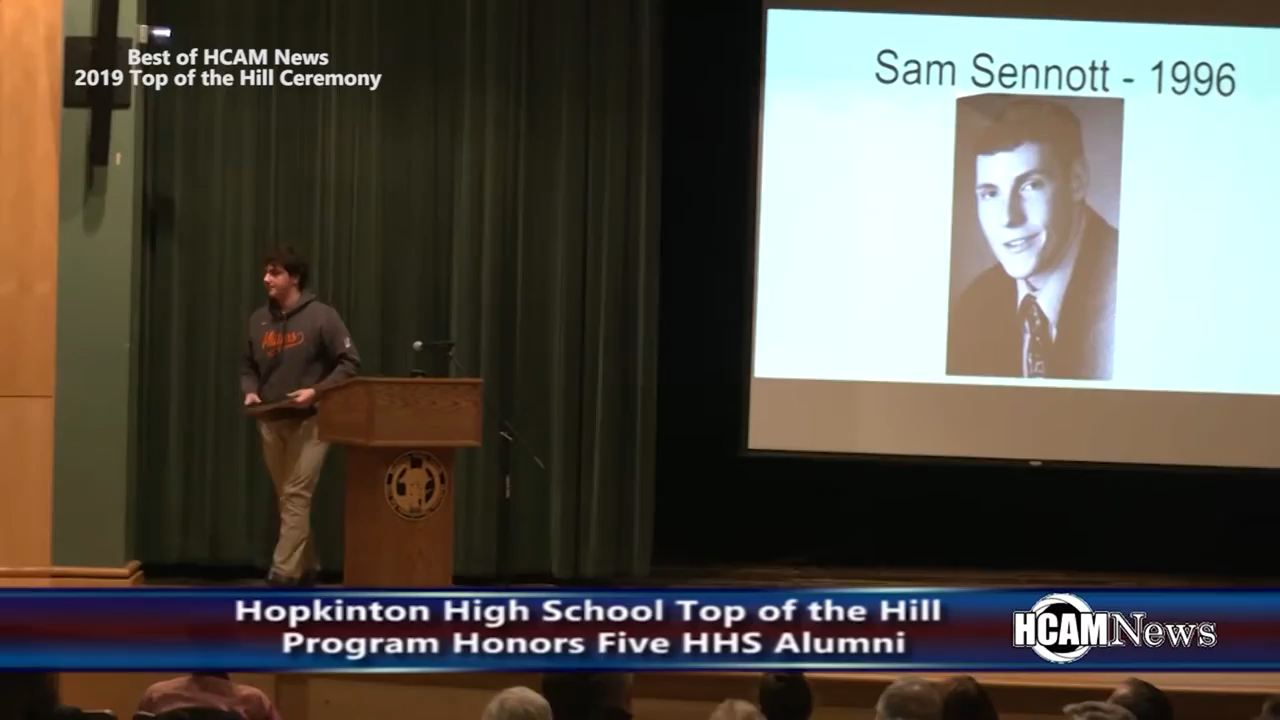 Best of HCAM News
2019 Top of the Hill Ceremony
Sam Sennott - 1996
Hopkinton High School Top of the Hill
Program Honors Five HHS Alumni
HCAMNews